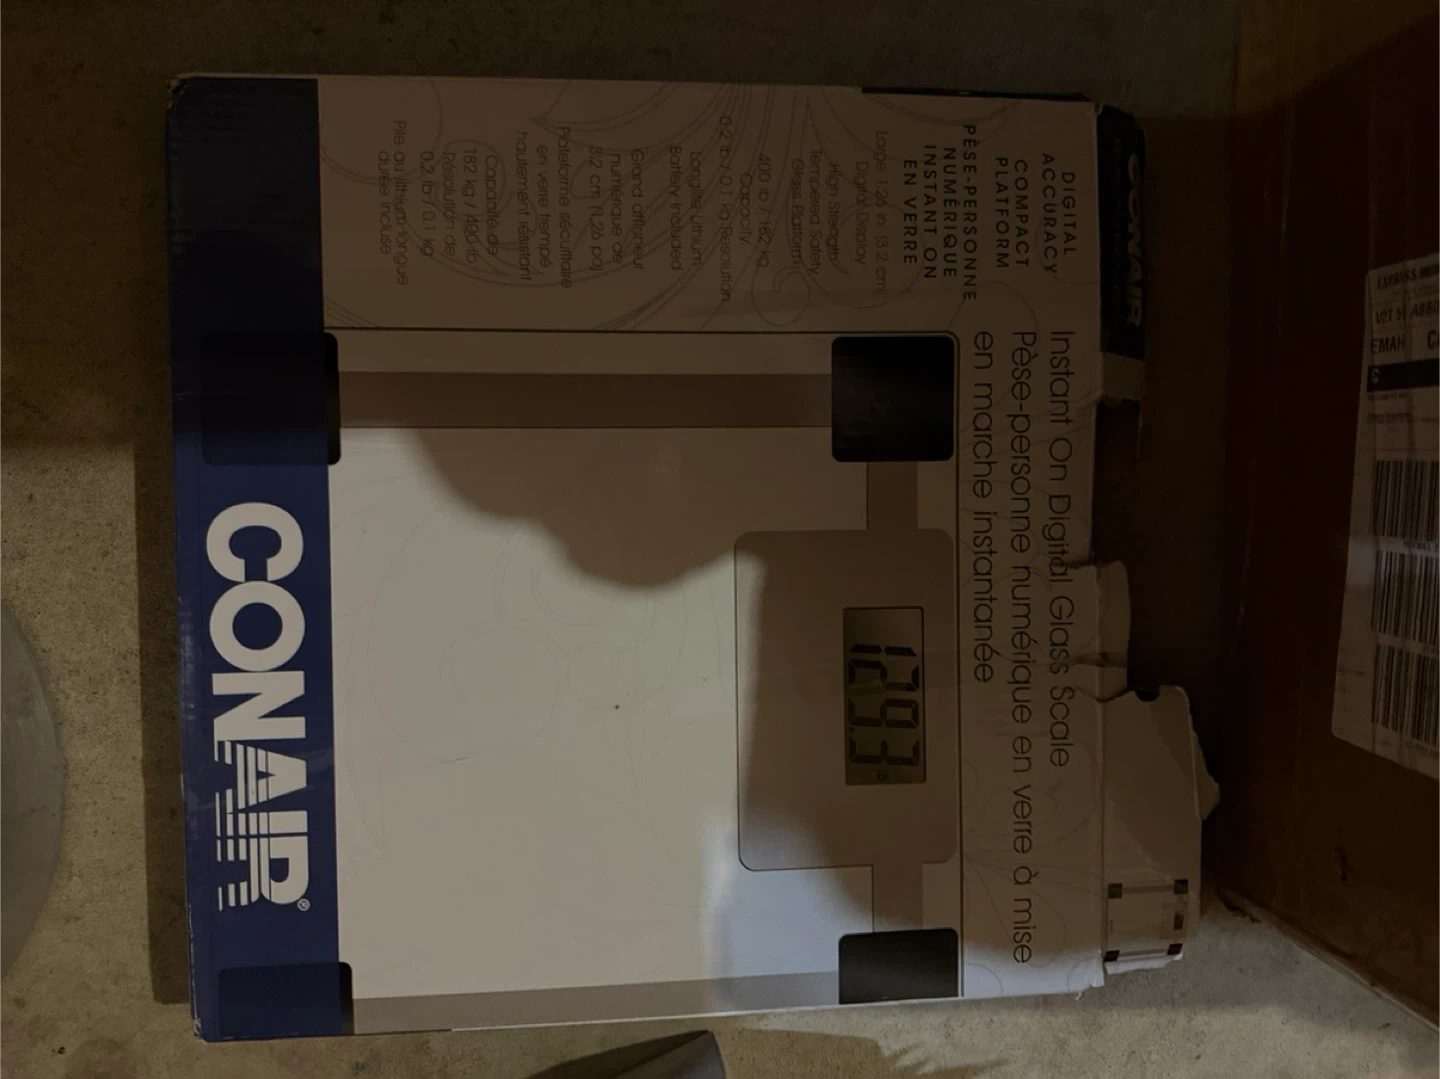 DIGITAL
ACCURACY
COMPACT
PLATFORM
PÈSE-PERSONNE
NUMÉRIQUE
INSTANT ON
EN VERRE
Large 1.26 in. (3.2 cm)
Digital Display
High Strength
Tempered Safety
Glass Platform
400 lb / 182 kg
Capacity
0.2 lb / 0.1 kg Resolution
Longlife Lithium
Battery Included
Grand afficheur
numérique de
3,2 cm (1,26 po)
Plateforme sécuritaire
en verre trempé
hautement résistant
Capacité de
182 kg / 400 lb
Résolution de
0,2 lb / 0,1 kg
Pile au lithium longue
durée incluse
Instant On Digital Glass Scale
Pèse-personne numérique en verre à mise
en marche instantanée
129.3
CONAIR®
CONAIR
EMAH